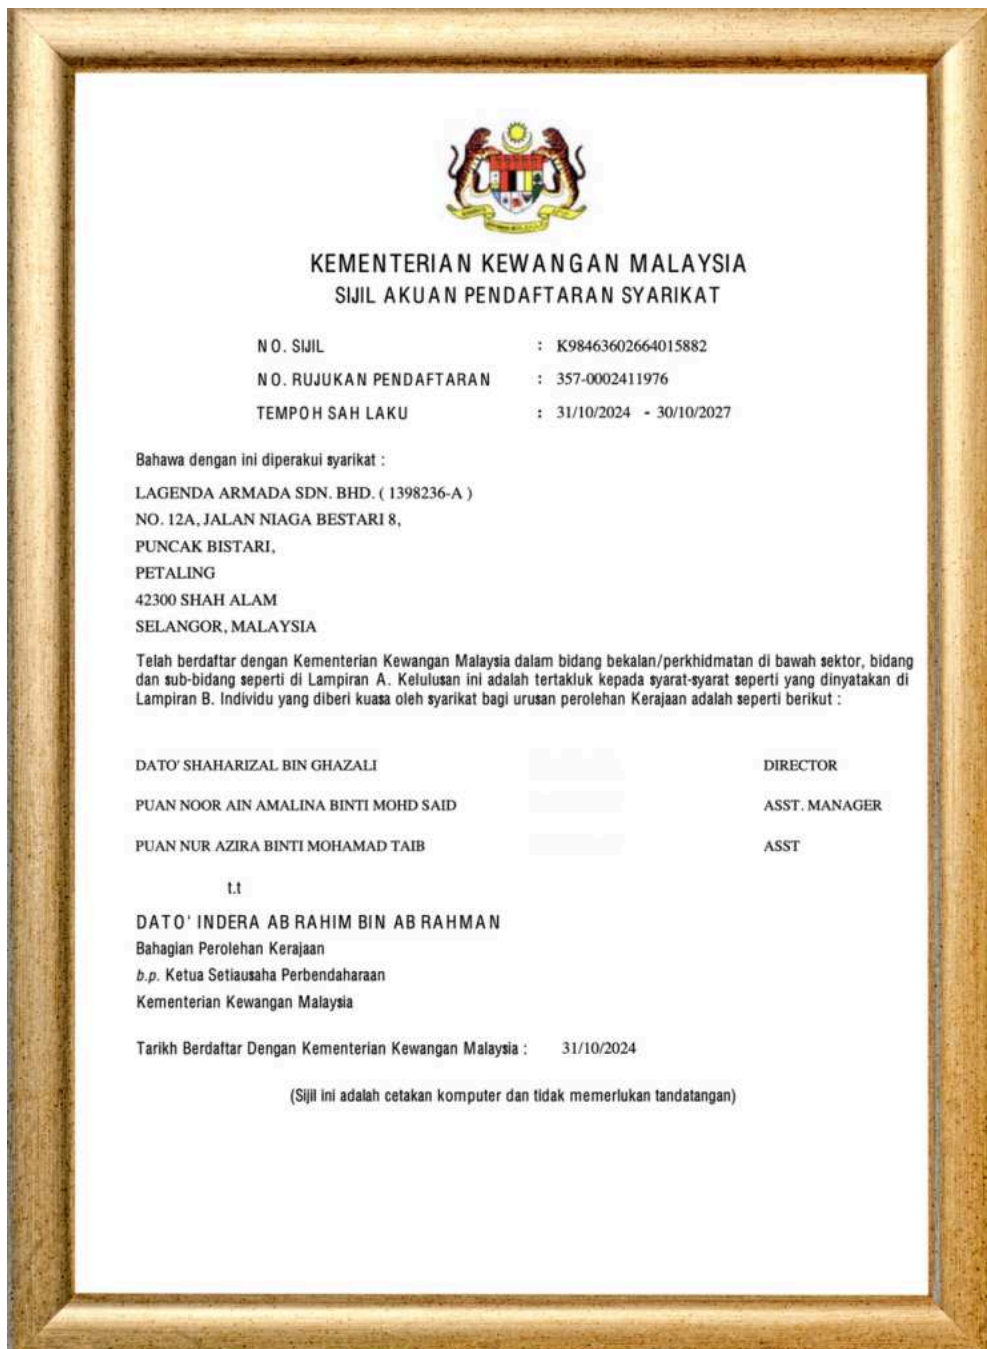 KEMENTERIAN KEWANGAN MALAYSIA
SIJIL AKUAN PENDAFTARAN SYARIKAT
NO. SIJIL : K98463602664015882
NO. RUJUKAN PENDAFTARAN : 357-0002411976
TEMPOH SAH LAKU : 31/10/2024 - 30/10/2027
Bahawa dengan ini diperakui syarikat :
LAGENDA ARMADA SDN. BHD. ( 1398236-A )
NO. 12A, JALAN NIAGA BESTARI 8,
PUNCAK BISTARI,
PETALING
42300 SHAH ALAM
SELANGOR, MALAYSIA
Telah berdaftar dengan Kementerian Kewangan Malaysia dalam bidang bekalan/perkhidmatan di bawah sektor, bidang
dan sub-bidang seperti di Lampiran A. Kelulusan ini adalah tertakluk kepada syarat-syarat seperti yang dinyatakan di
Lampiran B. Individu yang diberi kuasa oleh syarikat bagi urusan perolehan Kerajaan adalah seperti berikut :
DATO' SHAHARIZAL BIN GHAZALI DIRECTOR
PUAN NOOR AIN AMALINA BINTI MOHD SAID ASST. MANAGER
PUAN NUR AZIRA BINTI MOHAMAD TAIB ASST
t.t
DATO' INDERA AB RAHIM BIN AB RAHMAN
Bahagian Perolehan Kerajaan
b.p. Ketua Setiausaha Perbendaharaan
Kementerian Kewangan Malaysia
Tarikh Berdaftar Dengan Kementerian Kewangan Malaysia : 31/10/2024
(Sijil ini adalah cetakan komputer dan tidak memerlukan tandatangan)